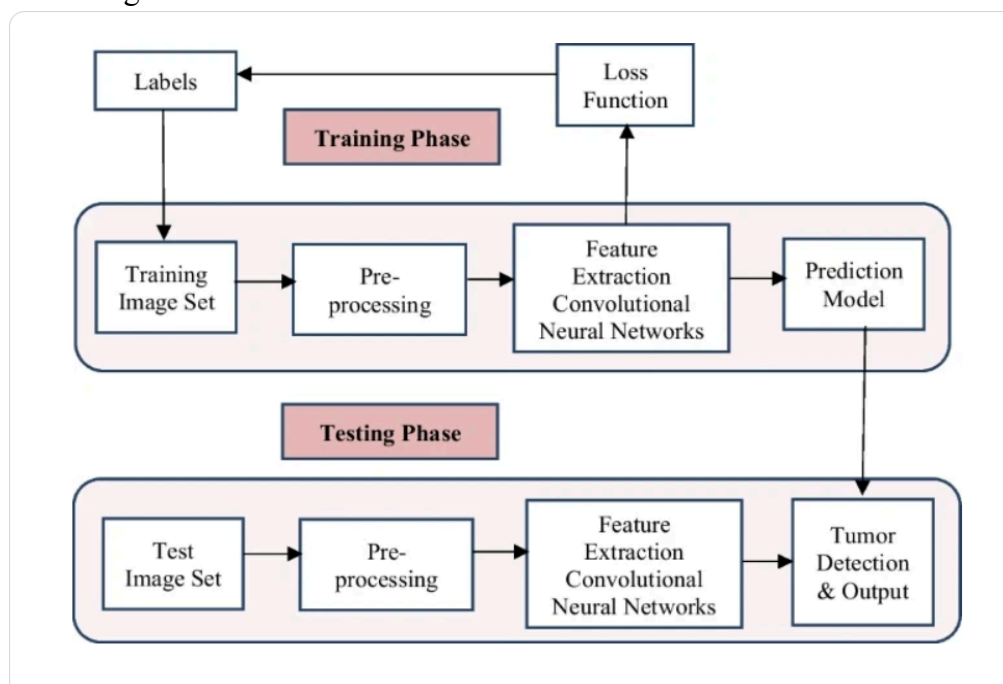 Labels
Loss
Function
Training Phase
Training
Image Set
Pre-
processing
Feature
Extraction
Convolutional
Neural Networks
Prediction
Model
Testing Phase
Test
Image Set
Pre-
processing
Feature
Extraction
Convolutional
Neural Networks
Tumor
Detection
& Output